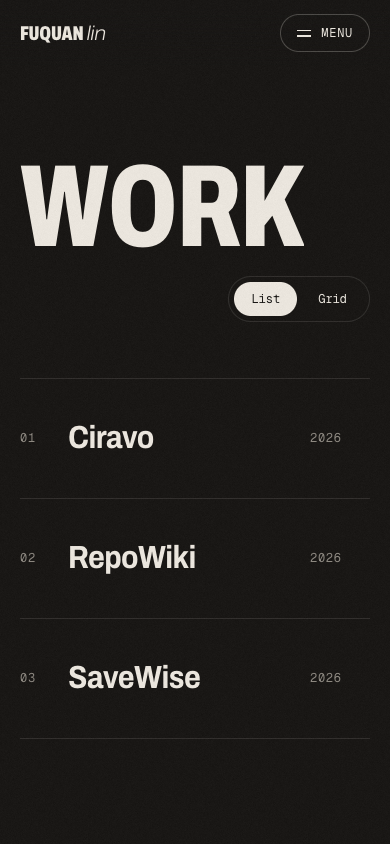 FUQUAN lin
MENU
WORK
List Grid
01 Ciravo 2026
02 RepoWiki 2026
03 SaveWise 2026